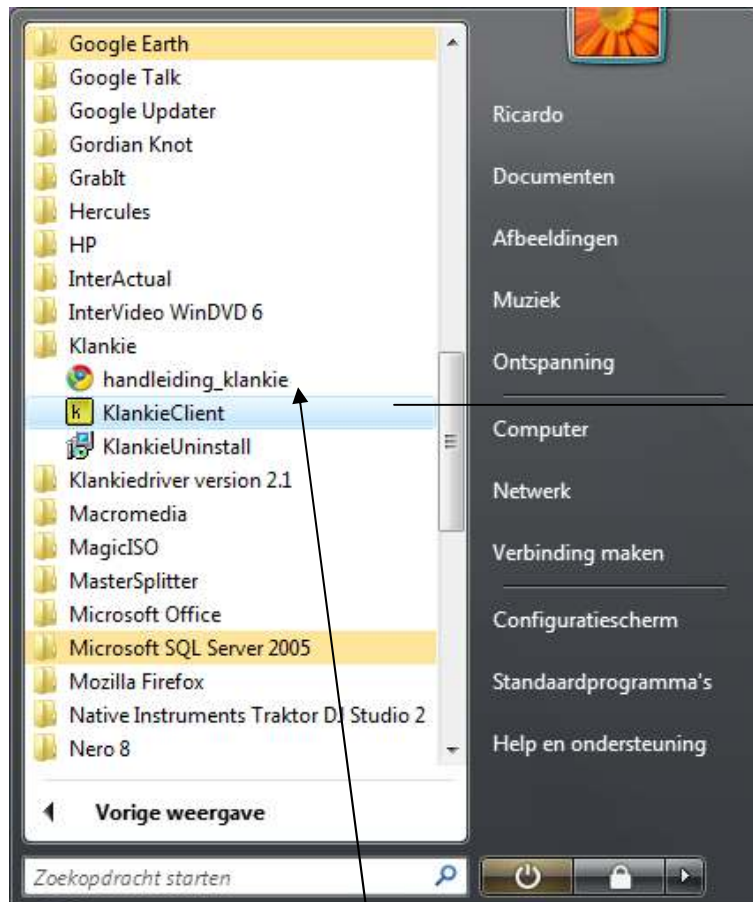 Google Earth
Google Talk
Google Updater
Gordian Knot
GrabIt
Hercules
HP
InterActual
InterVideo WinDVD 6
Klankie
handleiding_klankie
k
KlankieClient
KlankieUninstall
Klankiedriver version 2.1
Macromedia
MagicISO
MasterSplitter
Microsoft Office
Microsoft SQL Server 2005
Mozilla Firefox
Native Instruments Traktor DJ Studio 2
Nero 8
Vorige weergave
Zoekopdracht starten
Ricardo
Documenten
Afbeeldingen
Muziek
Ontspanning
Computer
Netwerk
Verbinding maken
Configuratiescherm
Standaardprogramma's
Help en ondersteuning